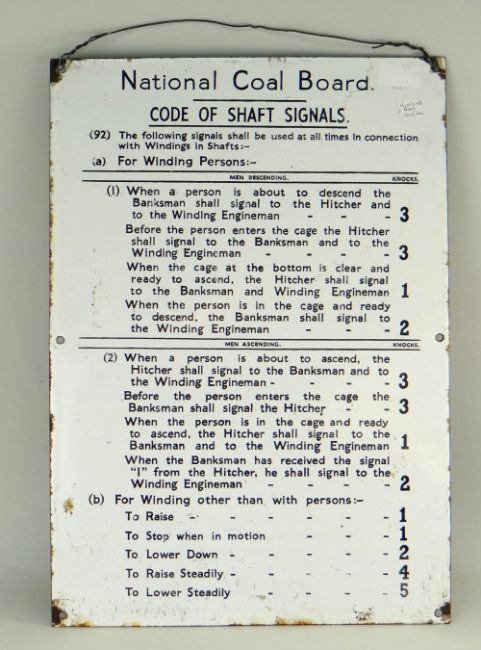 National Coal Board.
CODE OF SHAFT SIGNALS.
(92) The following signals shall be used at all times in connection
with Windings in Shafts:-
(a) For Winding Persons:-
MEN DESCENDING. KNOCKS.
(1) When a person is about to descend the
Banksman shall signal to the Hitcher and
to the Winding Engineman - - - 3
Before the person enters the cage the Hitcher
shall signal to the Banksman and to the
Winding Engineman - - - - 3
When the cage at the bottom is clear and
ready to ascend, the Hitcher shall signal
to the Banksman and Winding Engineman 1
When the person is in the cage and ready
to descend, the Banksman shall signal to
the Winding Engineman - - - 2
MEN ASCENDING. KNOCKS.
(2) When a person is about to ascend, the
Hitcher shall signal to the Banksman and to
the Winding Engineman - - - - 3
Before the person enters the cage the
Banksman shall signal the Hitcher - - 3
When the person is in the cage and ready
to ascend, the Hitcher shall signal to the
Banksman and to the Winding Engineman 1
When the Banksman has received the signal
"1" from the Hitcher, he shall signal to the
Winding Engineman - - - - 2
(b) For Winding other than with persons:-
To Raise - - - - - 1
To Stop when in motion - - - 1
To Lower Down - - - - - 2
To Raise Steadily - - - - - 4
To Lower Steadily - - - - 5